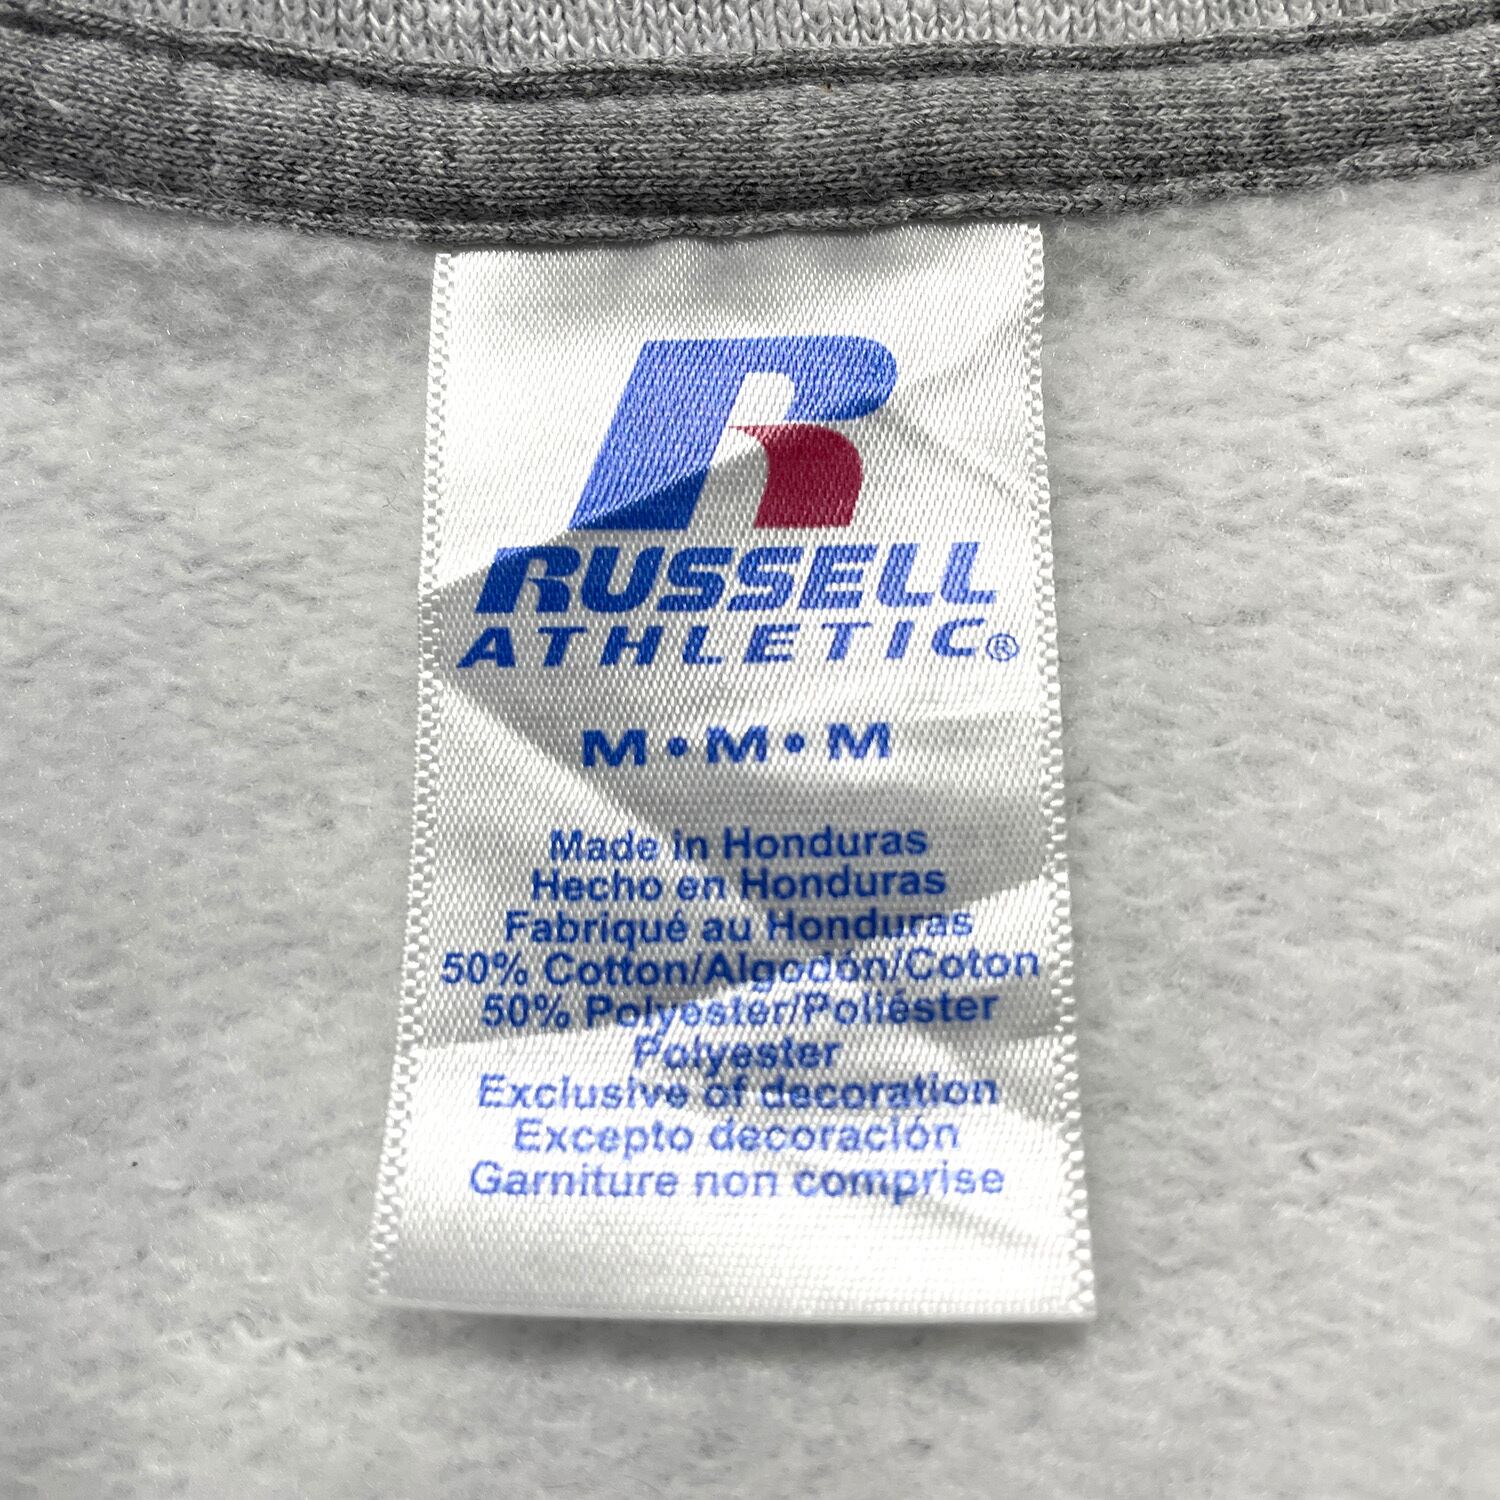 R
RUSSELL
ATHLETIC®
M•M•M
Made in Honduras
Hecho en Honduras
Fabriqué au Honduras
50% Cotton/Algodón/Coton
50% Polyester/Poliéster
Polyester
Exclusive of decoration
Excepto decoración
Garniture non comprise